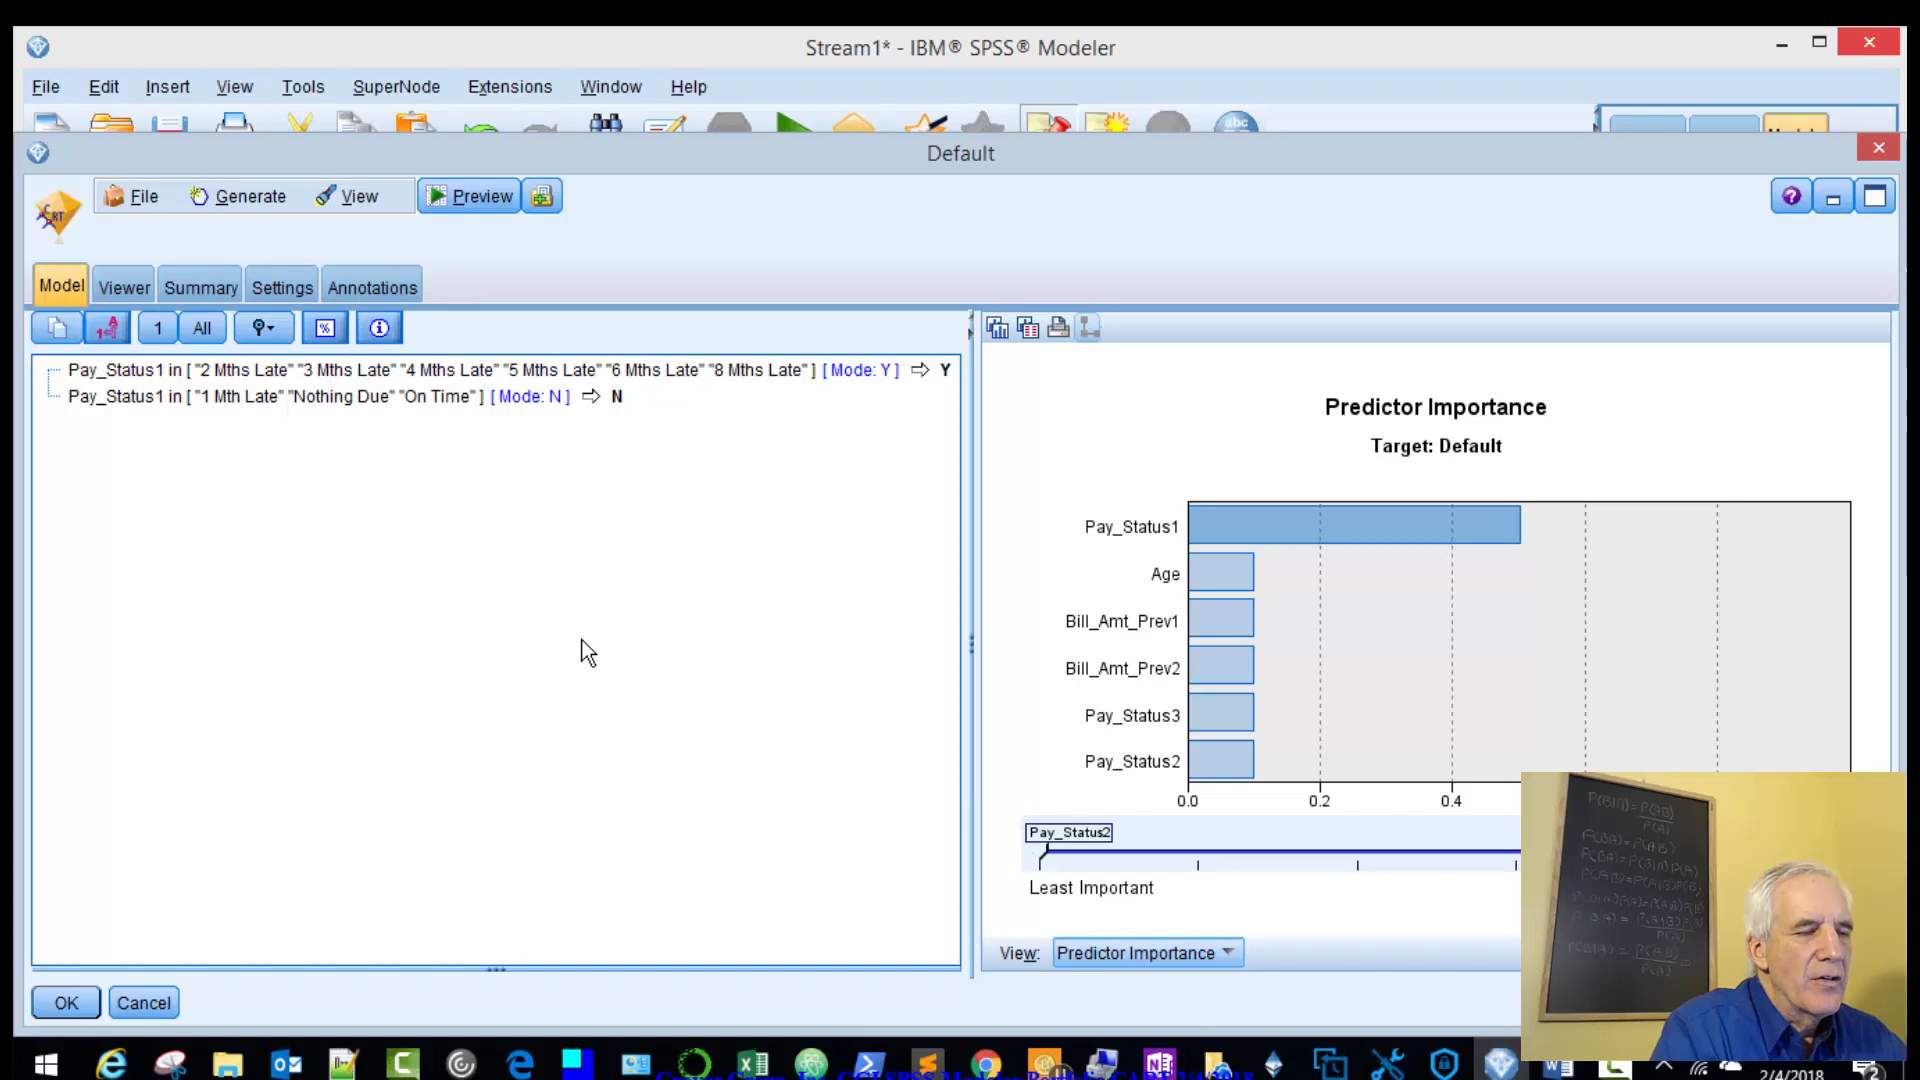 Stream1* - IBM® SPSS® Modeler
File Edit Insert View Tools SuperNode Extensions Window Help
abc
Default
CRT
File Generate View Preview
Model Viewer Summary Settings Annotations
A
1 All %
Pay_Status1 in [ "2 Mths Late" "3 Mths Late" "4 Mths Late" "5 Mths Late" "6 Mths Late" "8 Mths Late" ] [ Mode: Y ] ⇨ Y
Pay_Status1 in [ "1 Mth Late" "Nothing Due" "On Time" ] [ Mode: N ] ⇨ N
Predictor Importance
Target: Default
Pay_Status1
Age
Bill_Amt_Prev1
Bill_Amt_Prev2
Pay_Status3
Pay_Status2
0.0 0.2 0.4
Pay_Status2
Least Important
View: Predictor Importance
OK Cancel
2/4/2018